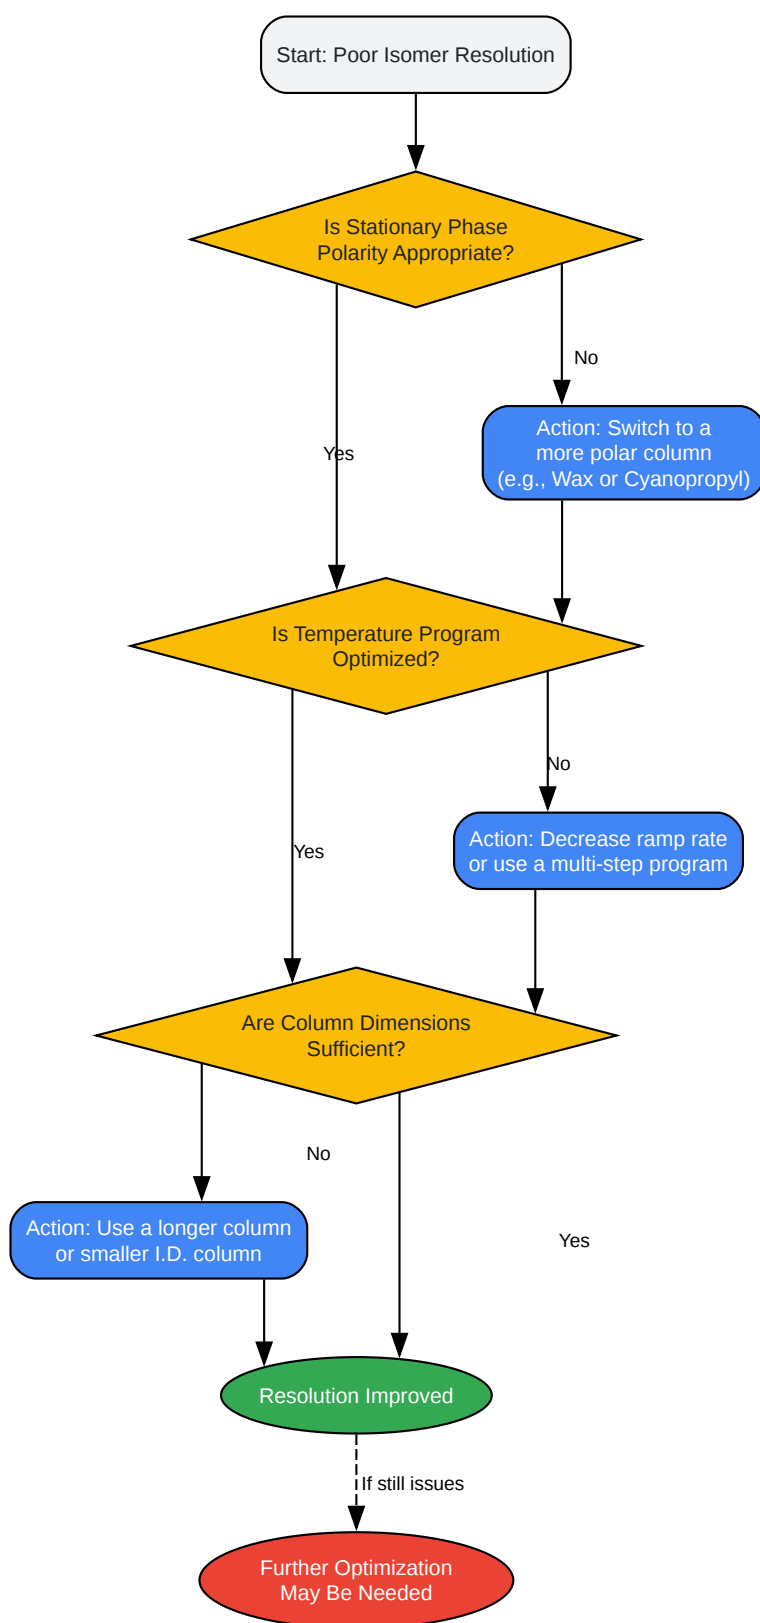 Start: Poor Isomer Resolution
Is Stationary Phase
Polarity Appropriate?
No
Action: Switch to a
more polar column
(e.g., Wax or Cyanopropyl)
Yes
Is Temperature Program
Optimized?
No
Action: Decrease ramp rate
or use a multi-step program
Yes
Are Column Dimensions
Sufficient?
No
Action: Use a longer column
or smaller I.D. column
Yes
Resolution Improved
If still issues
Further Optimization
May Be Needed